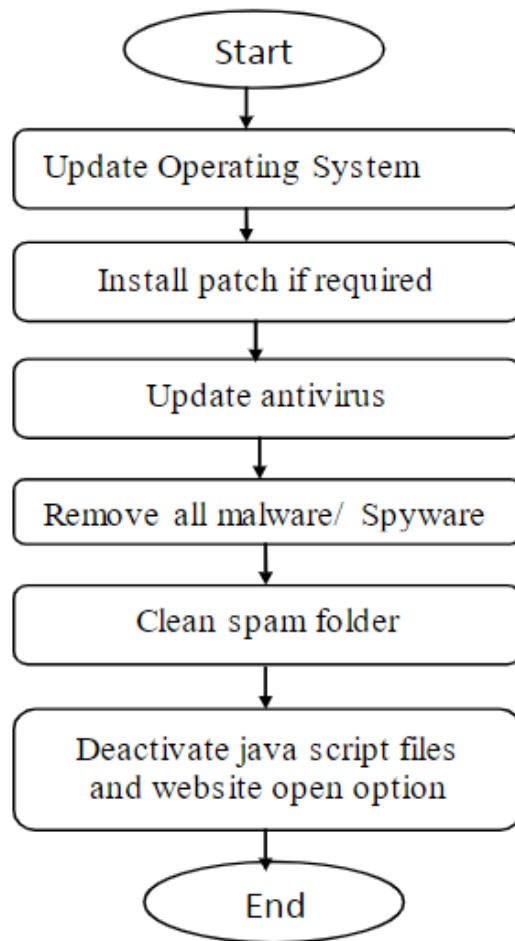 Start
Update Operating System
Install patch if required
Update antivirus
Remove all malware/ Spyware
Clean spam folder
Deactivate java script files
and website open option
End